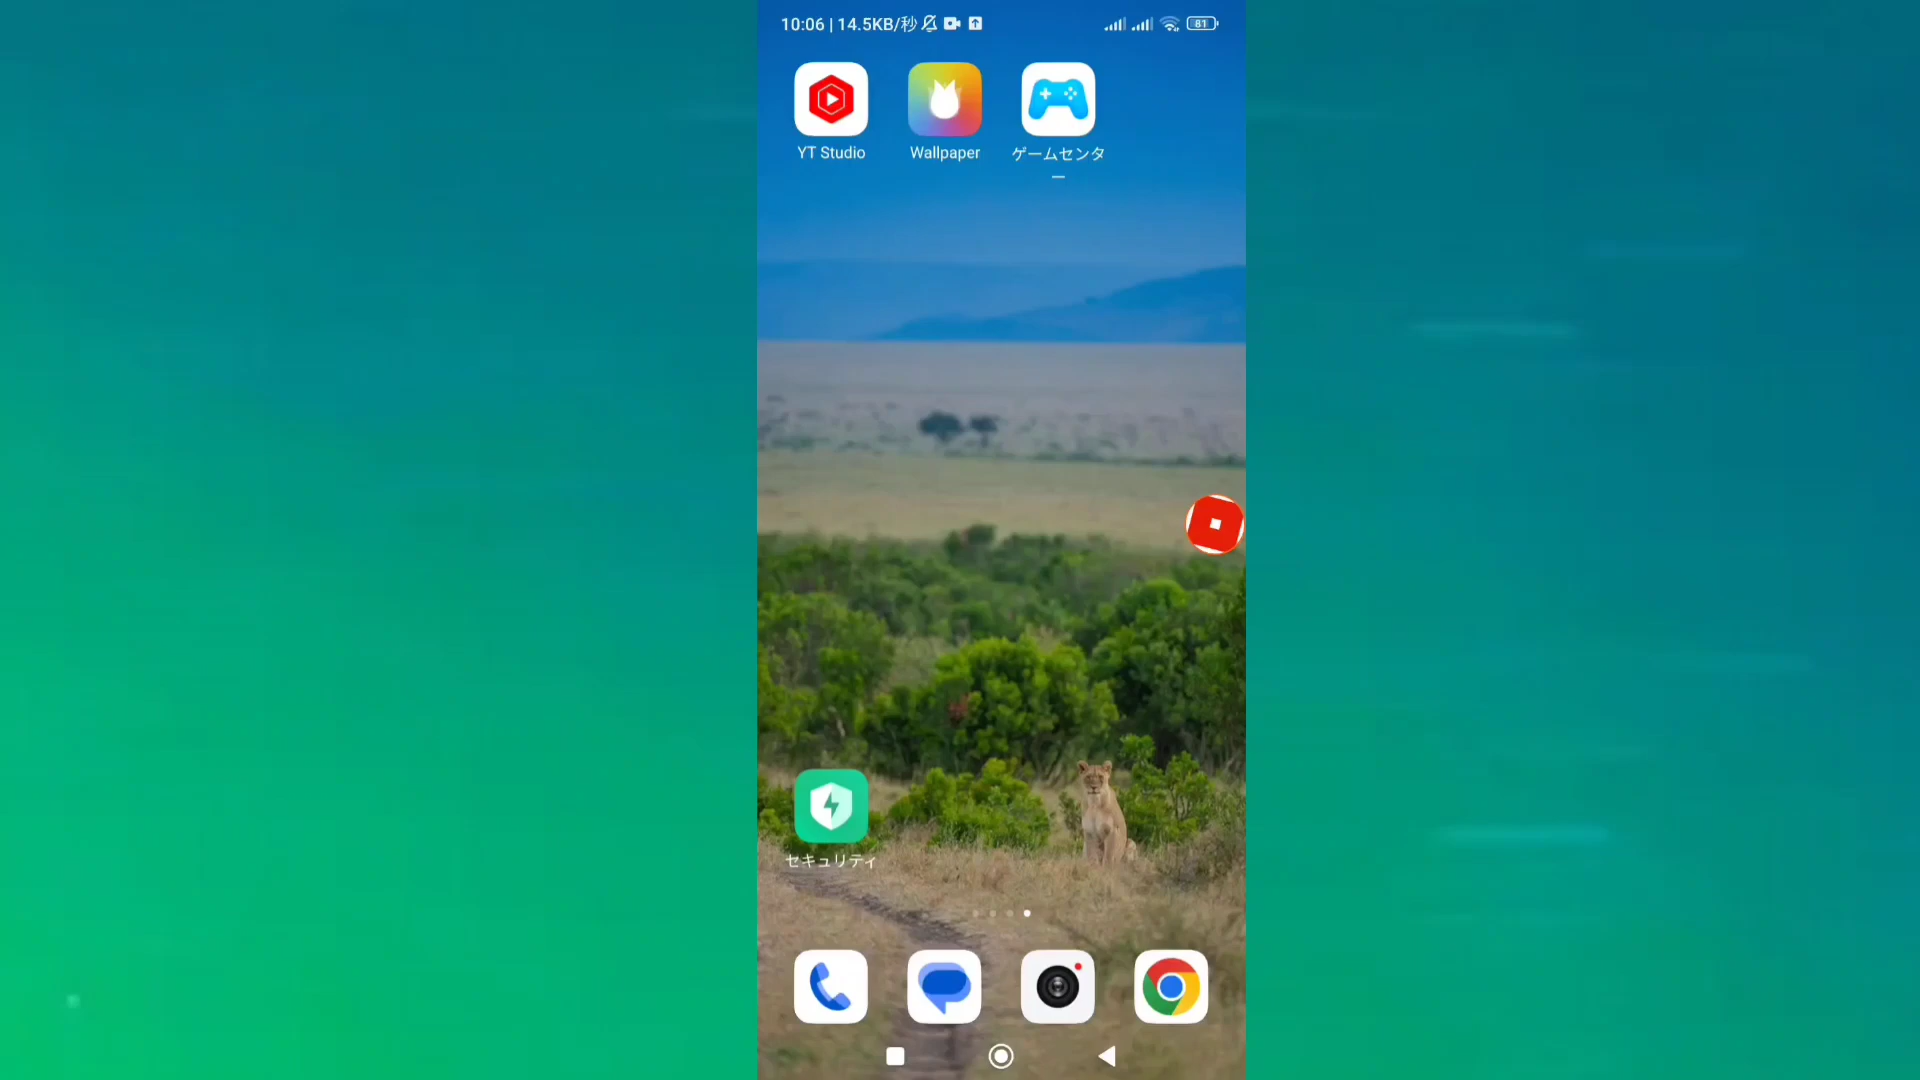 10:06 | 14.5KB/秒
81
YT Studio
Wallpaper
ゲームセンタ
ー
セキュリティ